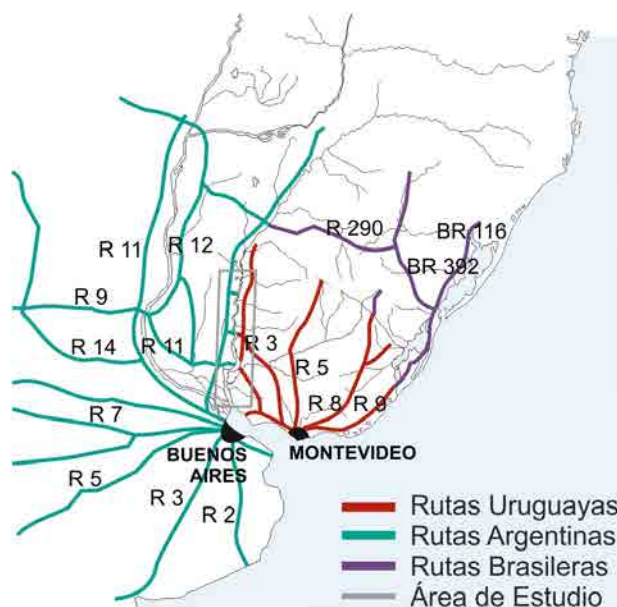 R 290
BR 116
R 11
R 12
BR 392
R 9
R 14
R 11
R 3
R 5
R 8
R 9
R 7
BUENOS
AIRES
MONTEVIDEO
R 5
R 3
R 2
Rutas Uruguayas
Rutas Argentinas
Rutas Brasileras
Área de Estudio